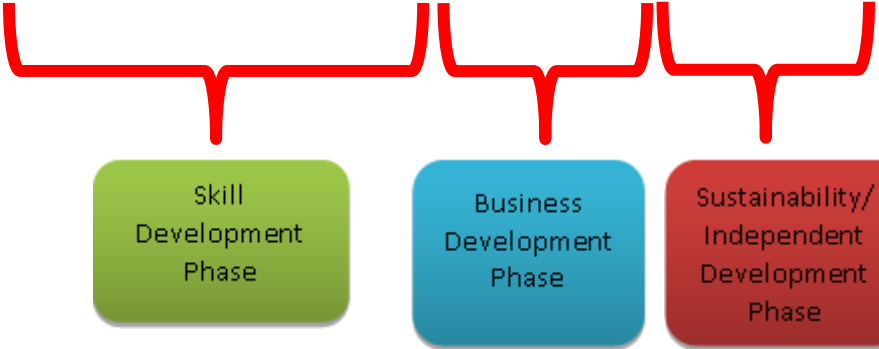 Skill
Development
Phase
Business
Development
Phase
Sustainability/
Independent
Development
Phase